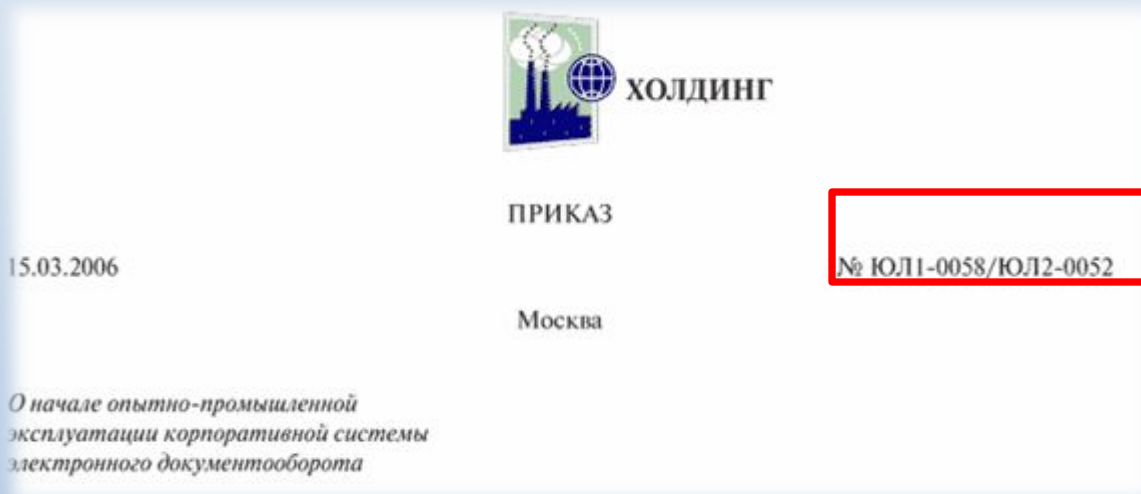 ХОЛДИНГ
ПРИКАЗ
15.03.2006
№ ЮЛ1-0058/ЮЛ2-0052
Москва
О начале опытно-промышленной
эксплуатации корпоративной системы
электронного документооборота